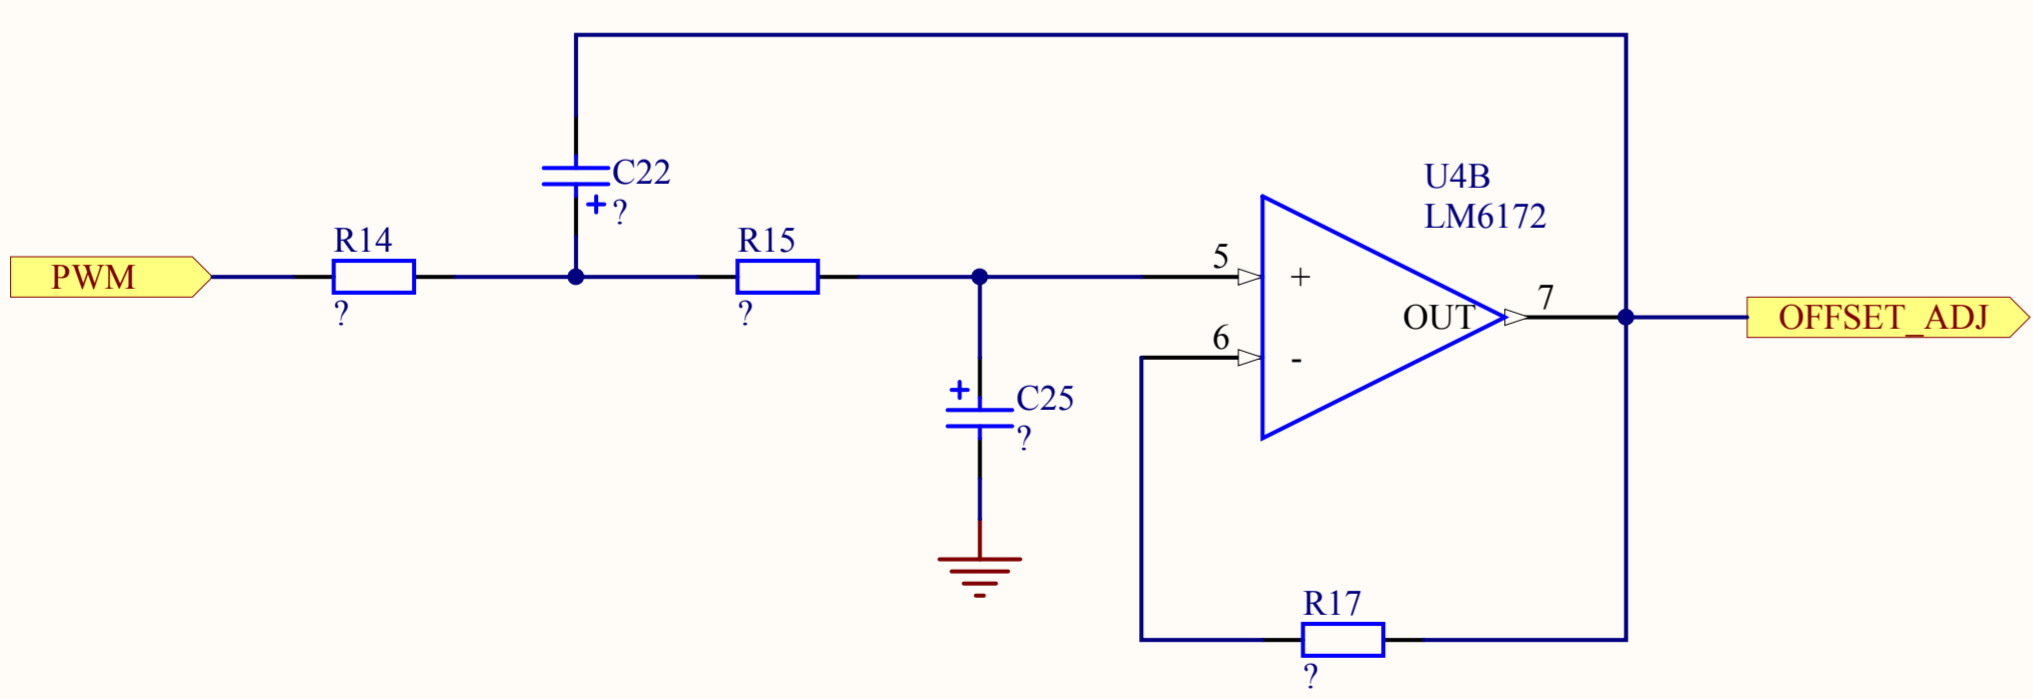 C22
+ ?
U4B
LM6172
R14
R15
PWM
?
?
5
+
OUT
7
OFFSET_ADJ
6
-
+
C25
?
R17
?